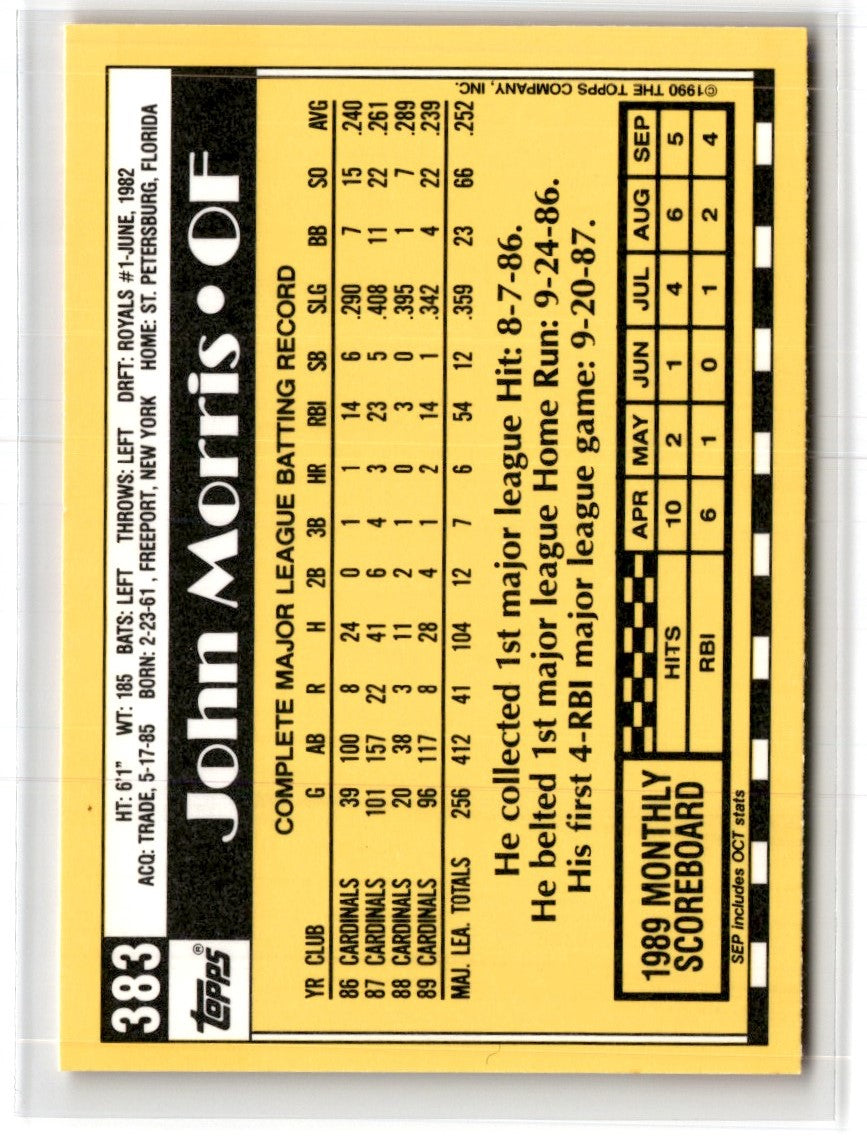 383
HT: 6'1" WT: 185 BATS: LEFT THROWS: LEFT DRFT: ROYALS #1-JUNE, 1982
ACQ: TRADE, 5-17-85 BORN: 2-23-61, FREEPORT, NEW YORK HOME: ST. PETERSBURG, FLORIDA
TOPPS®
John Morris • OF
COMPLETE MAJOR LEAGUE BATTING RECORD
YR CLUB G AB R H 2B 3B HR RBI SB SLG BB SO AVG
86 CARDINALS 39 100 8 24 0 1 1 14 6 .290 7 15 .240
87 CARDINALS 101 157 22 41 6 4 3 23 5 .408 11 22 .261
88 CARDINALS 20 38 3 11 2 1 0 3 0 .395 1 7 .289
89 CARDINALS 96 117 8 28 4 1 2 14 1 .342 4 22 .239
MAJ. LEA. TOTALS 256 412 41 104 12 7 6 54 12 .359 23 66 .252
He collected 1st major league Hit: 8-7-86.
He belted 1st major league Home Run: 9-24-86.
His first 4-RBI major league game: 9-20-87.
1989 MONTHLY
SCOREBOARD
APR MAY JUN JUL AUG SEP
HITS 10 2 1 4 6 5
RBI 6 1 0 1 2 4
SEP includes OCT stats
©1990 THE TOPPS COMPANY, INC.